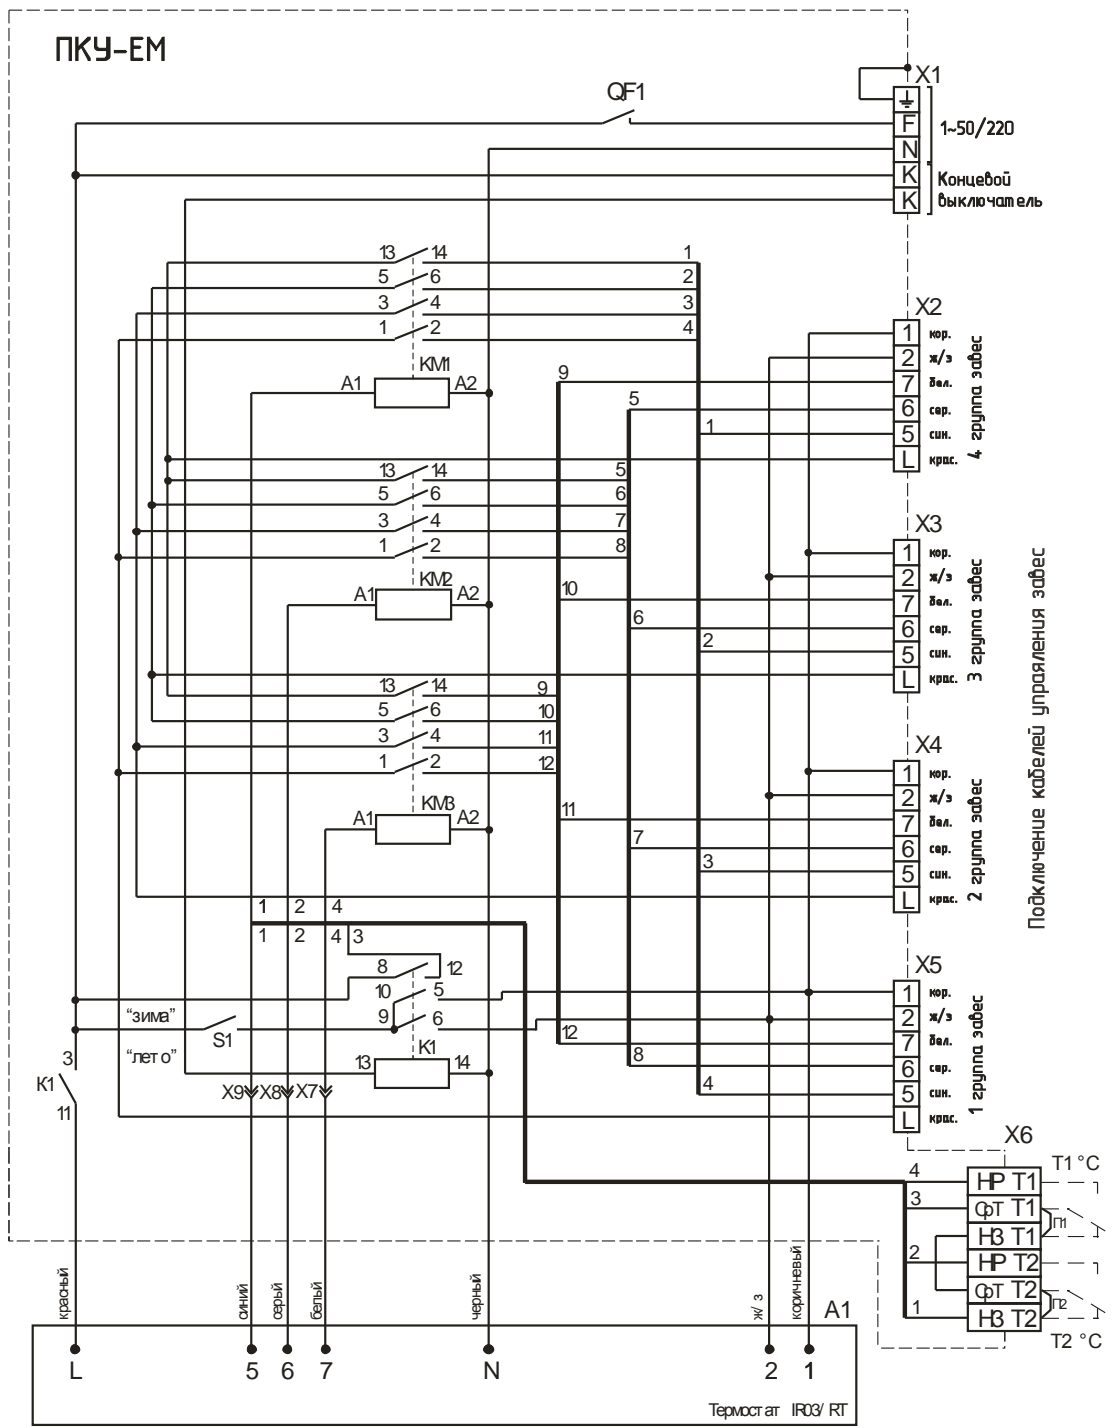 ПКУ-ЕМ
X1
QF1
F
N
K
K
1~50/220
Концевой
выключатель
13 14 1
5 6 2
3 4 3
1 2 4
KM1
A1 A2
X2
1 кор.
2 ж/з
7 бел.
6 сер.
5 син.
L крас.
4 группа завес
9
5
1
13 14 5
5 6 6
3 4 7
1 2 8
KM2
A1 A2
X3
1 кор.
2 ж/з
7 бел.
6 сер.
5 син.
L крас.
3 группа завес
10
6
2
Подключение кабелей упраяления завес
13 14 9
5 6 10
3 4 11
1 2 12
KM3
A1 A2
X4
1 кор.
2 ж/з
7 бел.
6 сер.
5 син.
L крас.
2 группа завес
11
7
3
1 2 4
1 2 4 3
8 12
10 5
9 6
"зима"
S1
"лето"
K1
13 14
X5
1 кор.
2 ж/з
7 бел.
6 сер.
5 син.
L крас.
1 группа завес
12
8
4
3
К1
11
X9 X8 X7
X6
T1 °C
4 НР T1
3 СрТ T1
П1
НЗ T1
2 НР T2
СрТ T2
П2
1 НЗ T2
T2 °C
красный
синий
серый
белый
черный
ж/з
коричневый
A1
L 5 6 7 N 2 1
Термостат IR03/ RT